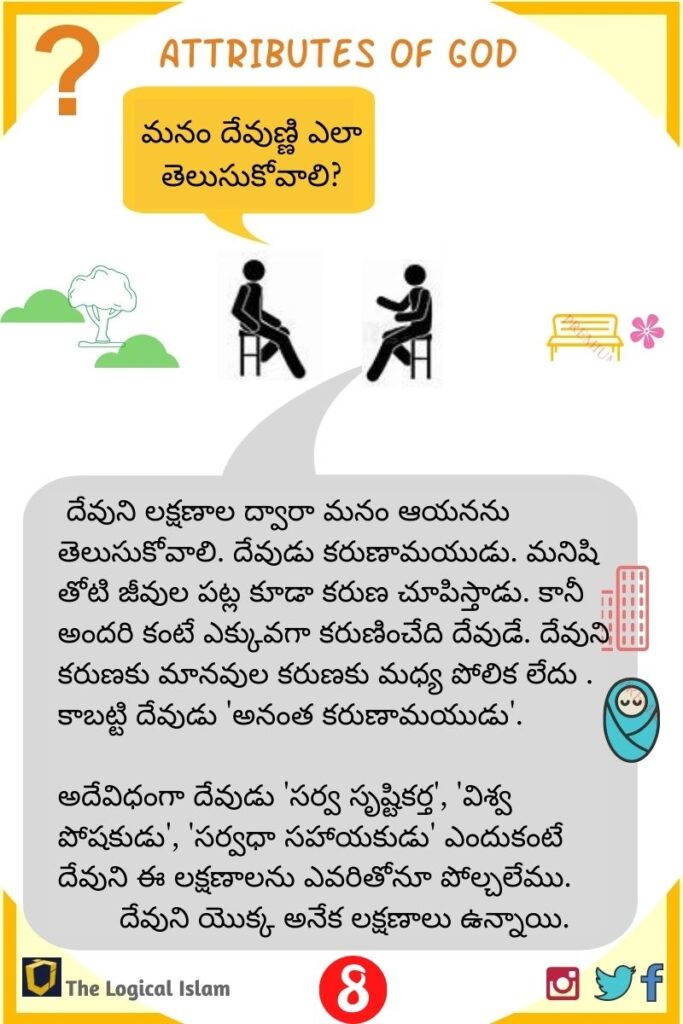 ?
ATTRIBUTES OF GOD
మనం దేవుణ్ణి ఎలా
తెలుసుకోవాలి?
దేవుని లక్షణాల ద్వారా మనం ఆయనను
తెలుసుకోవాలి. దేవుడు కరుణామయుడు. మనిషి
తోటి జీవుల పట్ల కూడా కరుణ చూపిస్తాడు. కానీ
అందరి కంటే ఎక్కువగా కరుణించేది దేవుడే. దేవుని
కరుణకు మానవుల కరుణకు మధ్య పోలిక లేదు .
కాబట్టి దేవుడు 'అనంత కరుణామయుడు'.
అదేవిధంగా దేవుడు 'సర్వ సృష్టికర్త', 'విశ్వ
పోషకుడు', 'సర్వధా సహాయకుడు' ఎందుకంటే
దేవుని ఈ లక్షణాలను ఎవరితోనూ పోల్చలేము.
దేవుని యొక్క అనేక లక్షణాలు ఉన్నాయి.
The Logical Islam
8